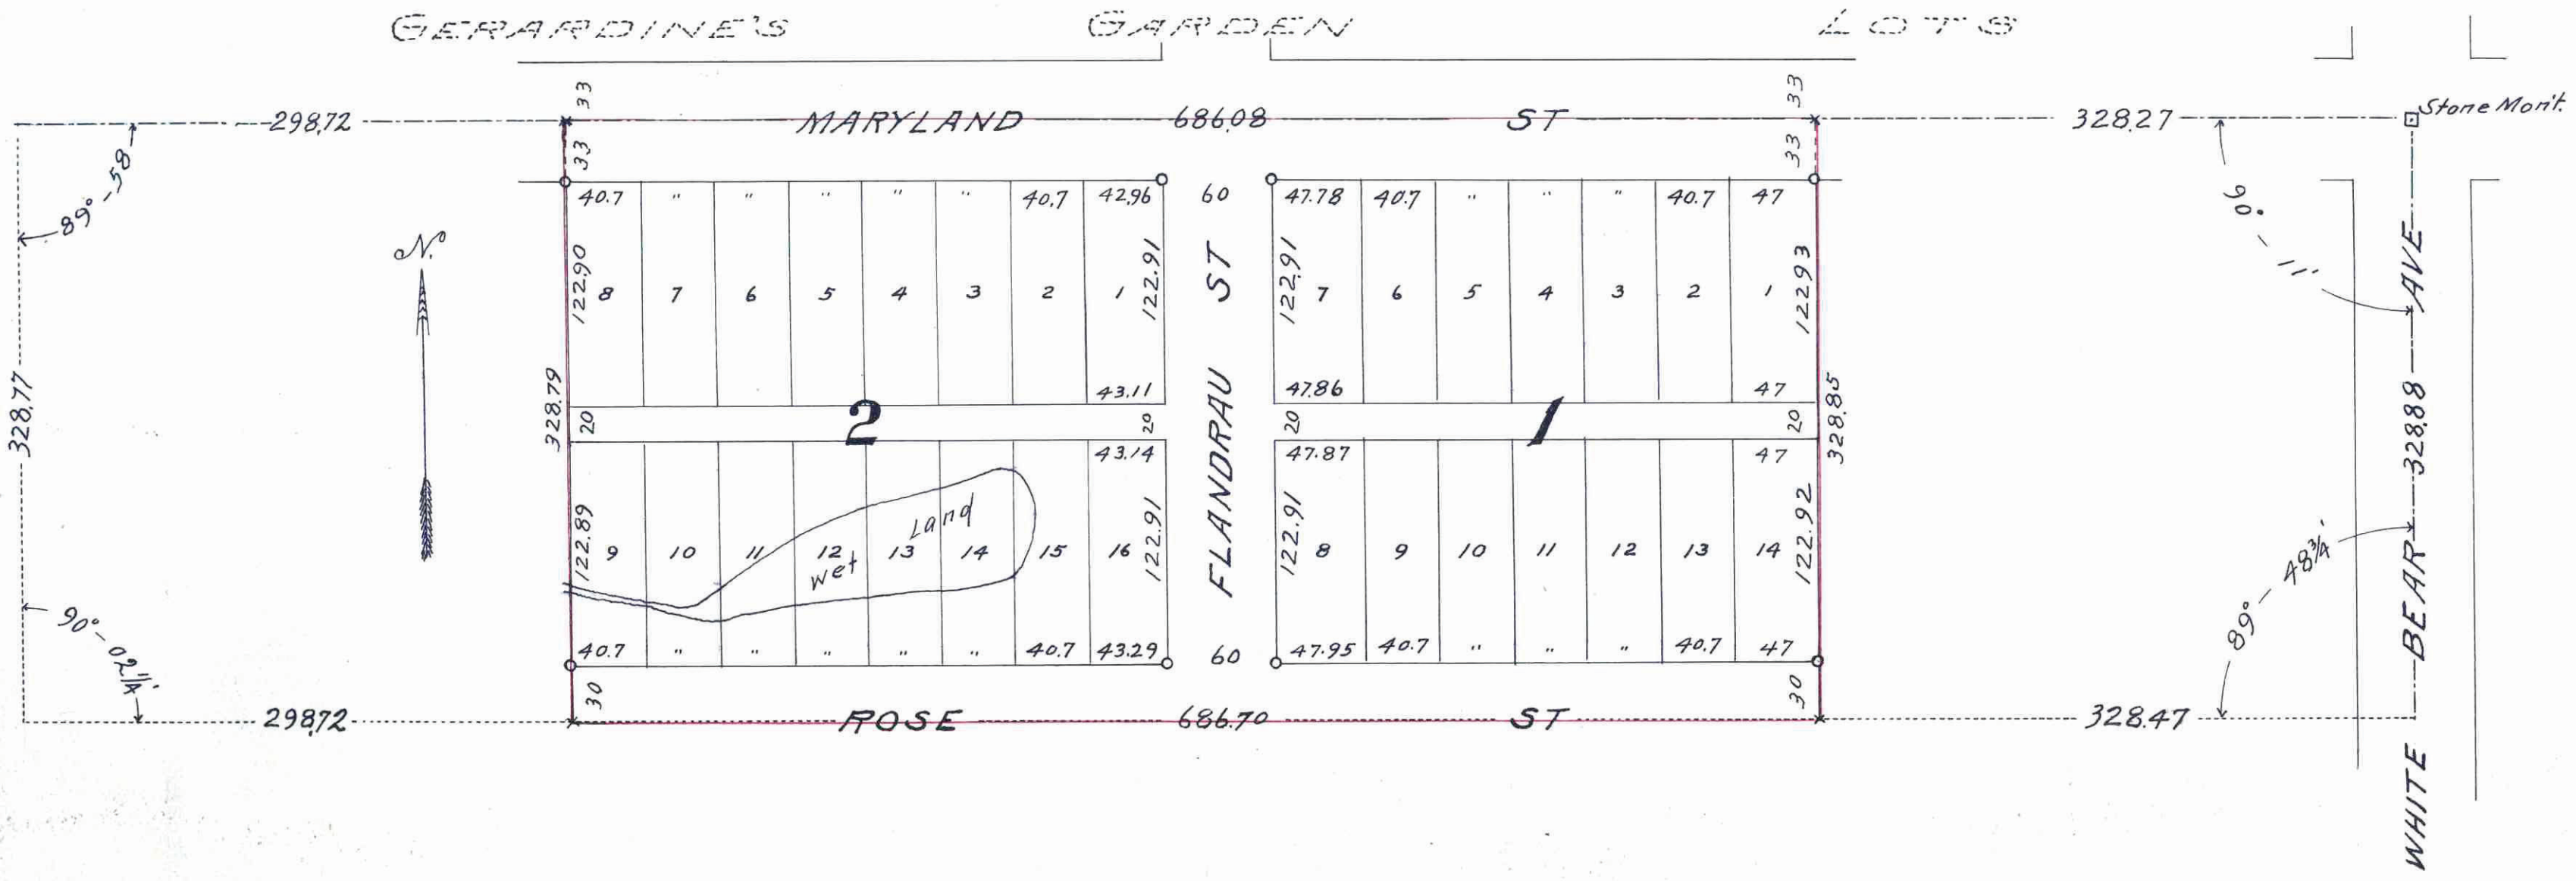 GERARDINE'S GARDEN LOTS
33 33
298.72 MARYLAND 686.08 ST 328.27 Stone Mon't.
33 33
89° - 58' 90° - 11'
40.7 " " " " " 40.7 42.96 60 47.78 40.7 " " " 40.7 47
N.
122.90 122.91 122.91 122.93
8 7 6 5 4 3 2 1 7 6 5 4 3 2 1
43.11 47.86 47
328.77 328.79 20 2 20 FLANDRAU ST 20 1 20 328.85 328.88
43.14 47.87 47
Land
122.89 122.91 122.91 122.92
9 10 11 12 13 14 15 16 8 9 10 11 12 13 14
wet
90° - 02¼' 89° - 48¾'
40.7 " " " " " 40.7 43.29 60 47.95 40.7 " " " 40.7 47
30 30
298.72 ROSE 686.70 ST 328.47
WHITE BEAR AVE